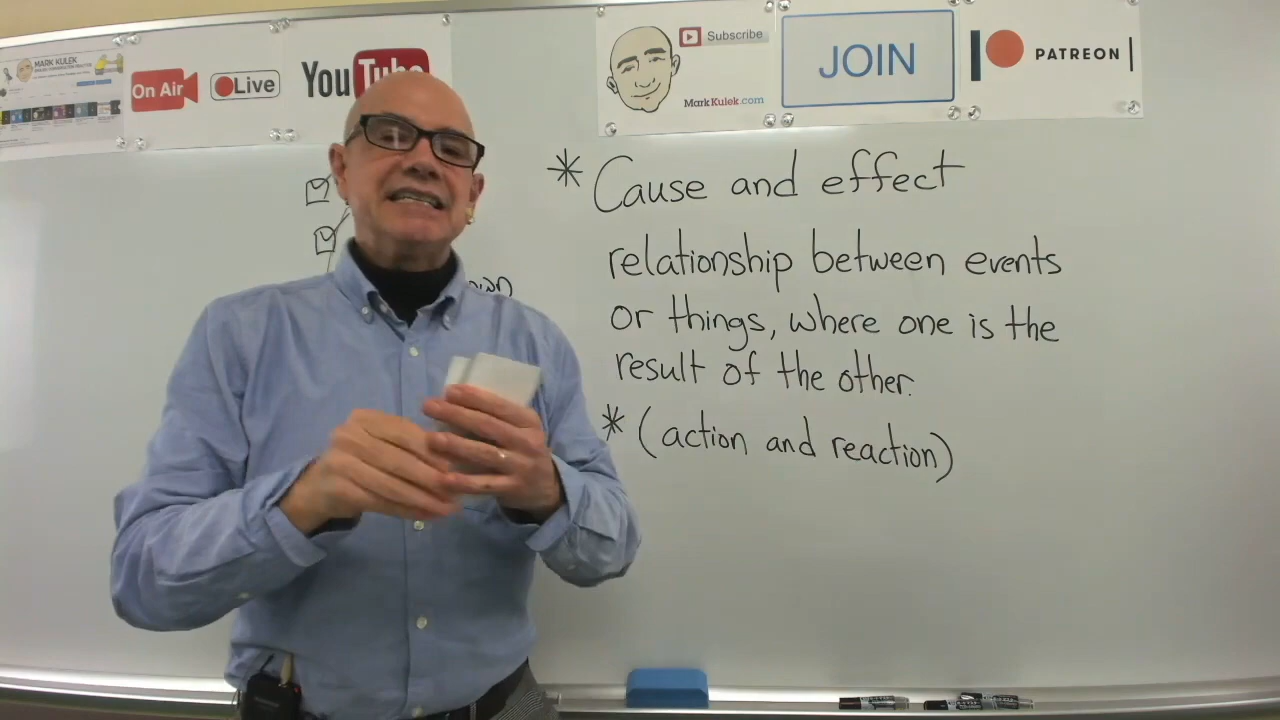 MARK KULEK
On Air
Live
YouTube
Subscribe
MarkKulek.com
JOIN
PATREON
* Cause and effect
relationship between events
or things, where one is the
result of the other.
* (action and reaction)